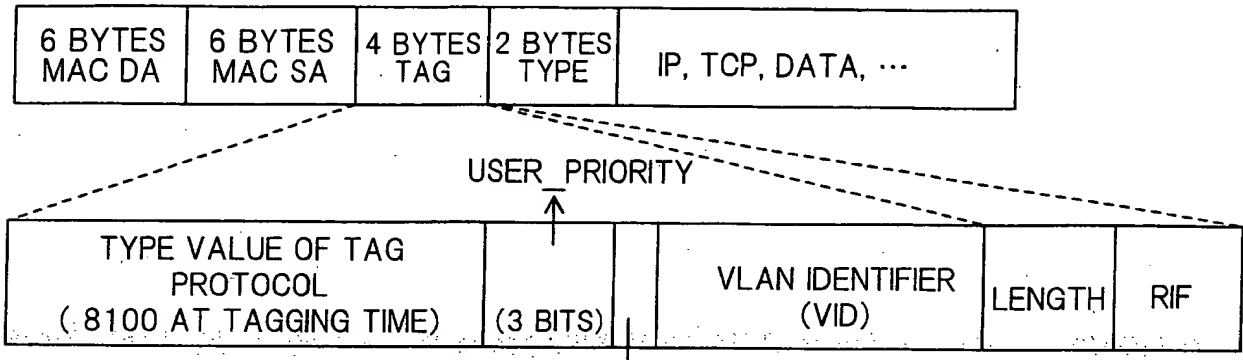 6 BYTES
MAC DA
6 BYTES
MAC SA
4 BYTES
TAG
2 BYTES
TYPE
IP, TCP, DATA, ···
USER_PRIORITY
TYPE VALUE OF TAG
PROTOCOL
( 8100 AT TAGGING TIME)
(3 BITS)
VLAN IDENTIFIER
(VID)
LENGTH
RIF